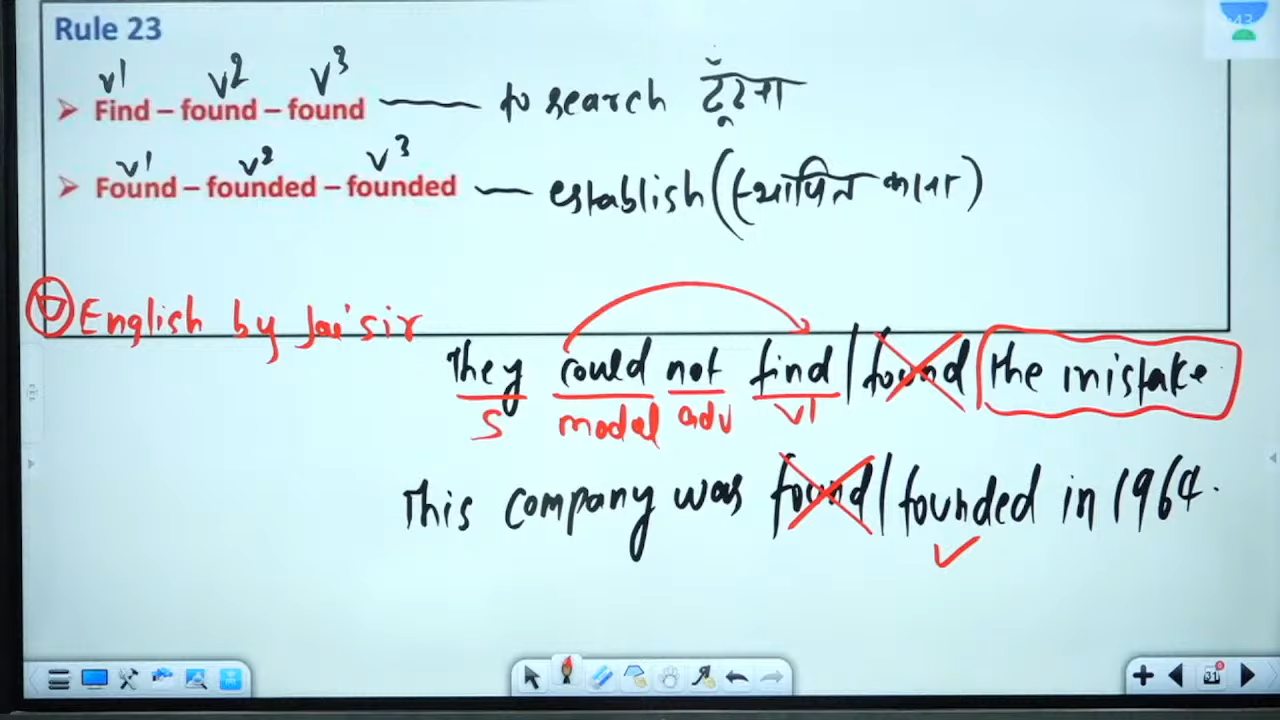 Rule 23
v1 v2 v3
➤ Find – found – found — to search ढूँढ़ना
v1 v2 v3
➤ Found – founded – founded — establish (स्थापित करना)
English by Jai sir
They could not find / found the mistake
S modal adv v1
This company was found / founded in 1964.
31